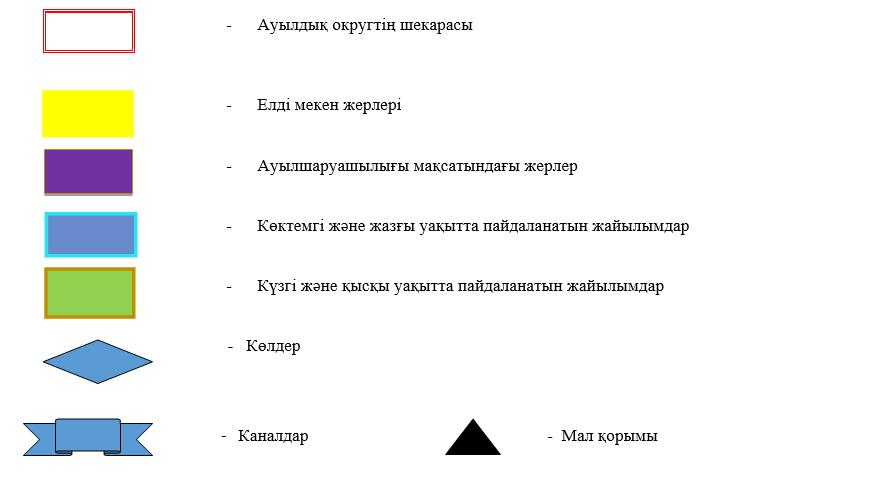 - Ауылдық округтің шекарасы
- Елді мекен жерлері
- Ауылшаруашылығы мақсатындағы жерлер
- Көктемгі және жазғы уақытта пайдаланатын жайылымдар
- Күзгі және қысқы уақытта пайдаланатын жайылымдар
- Көлдер
- Каналдар - Мал қорымы